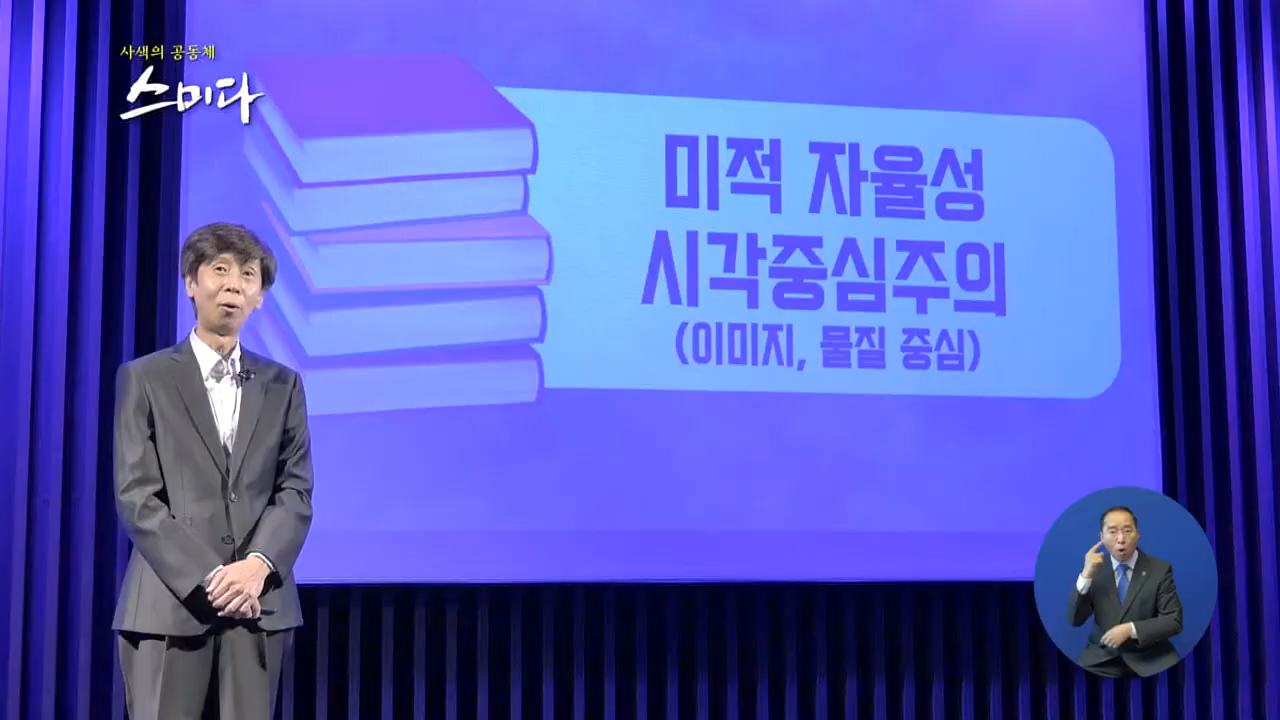 사색의 공동체
스미다
미적 자율성
시각중심주의
(이미지, 물질 중심)